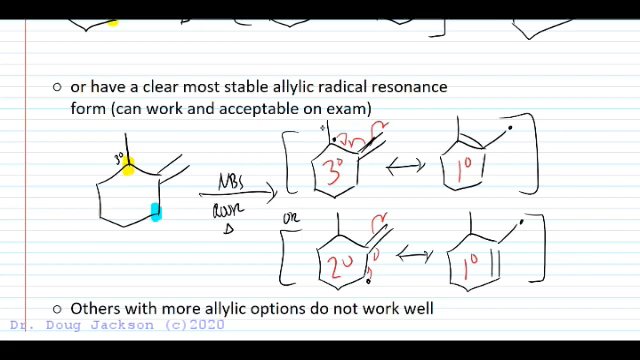 or have a clear most stable allylic radical resonance
form (can work and acceptable on exam)
3°
3°
1°
NBS
ROOR
Δ
OR
2°
1°
Others with more allylic options do not work well
Dr. Doug Jackson (c)2020